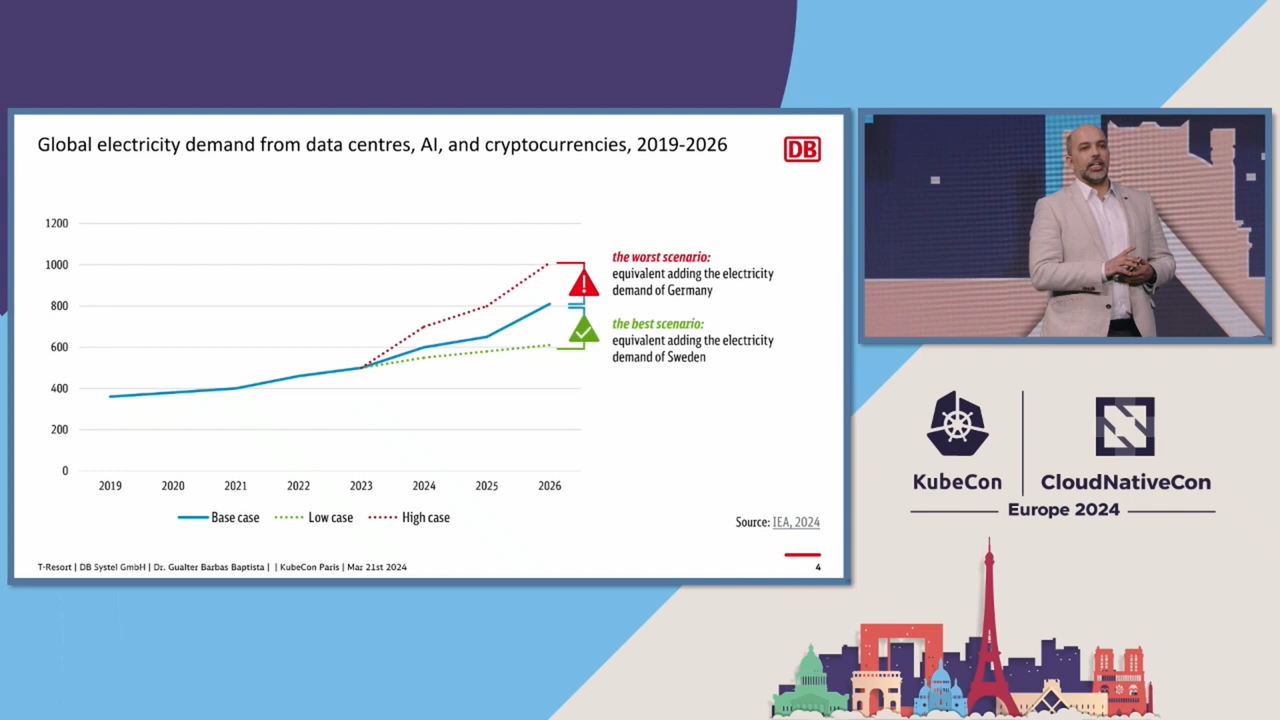 Global electricity demand from data centres, AI, and cryptocurrencies, 2019-2026
DB
1200
1000
800
600
400
200
0
2019 2020 2021 2022 2023 2024 2025 2026
Base case Low case High case
the worst scenario:
equivalent adding the electricity
demand of Germany
the best scenario:
equivalent adding the electricity
demand of Sweden
Source: IEA, 2024
T-Resort | DB Systel GmbH | Dr. Gualter Barbas Baptista | | KubeCon Paris | Mar 21st 2024
4
KubeCon
CloudNativeCon
Europe 2024